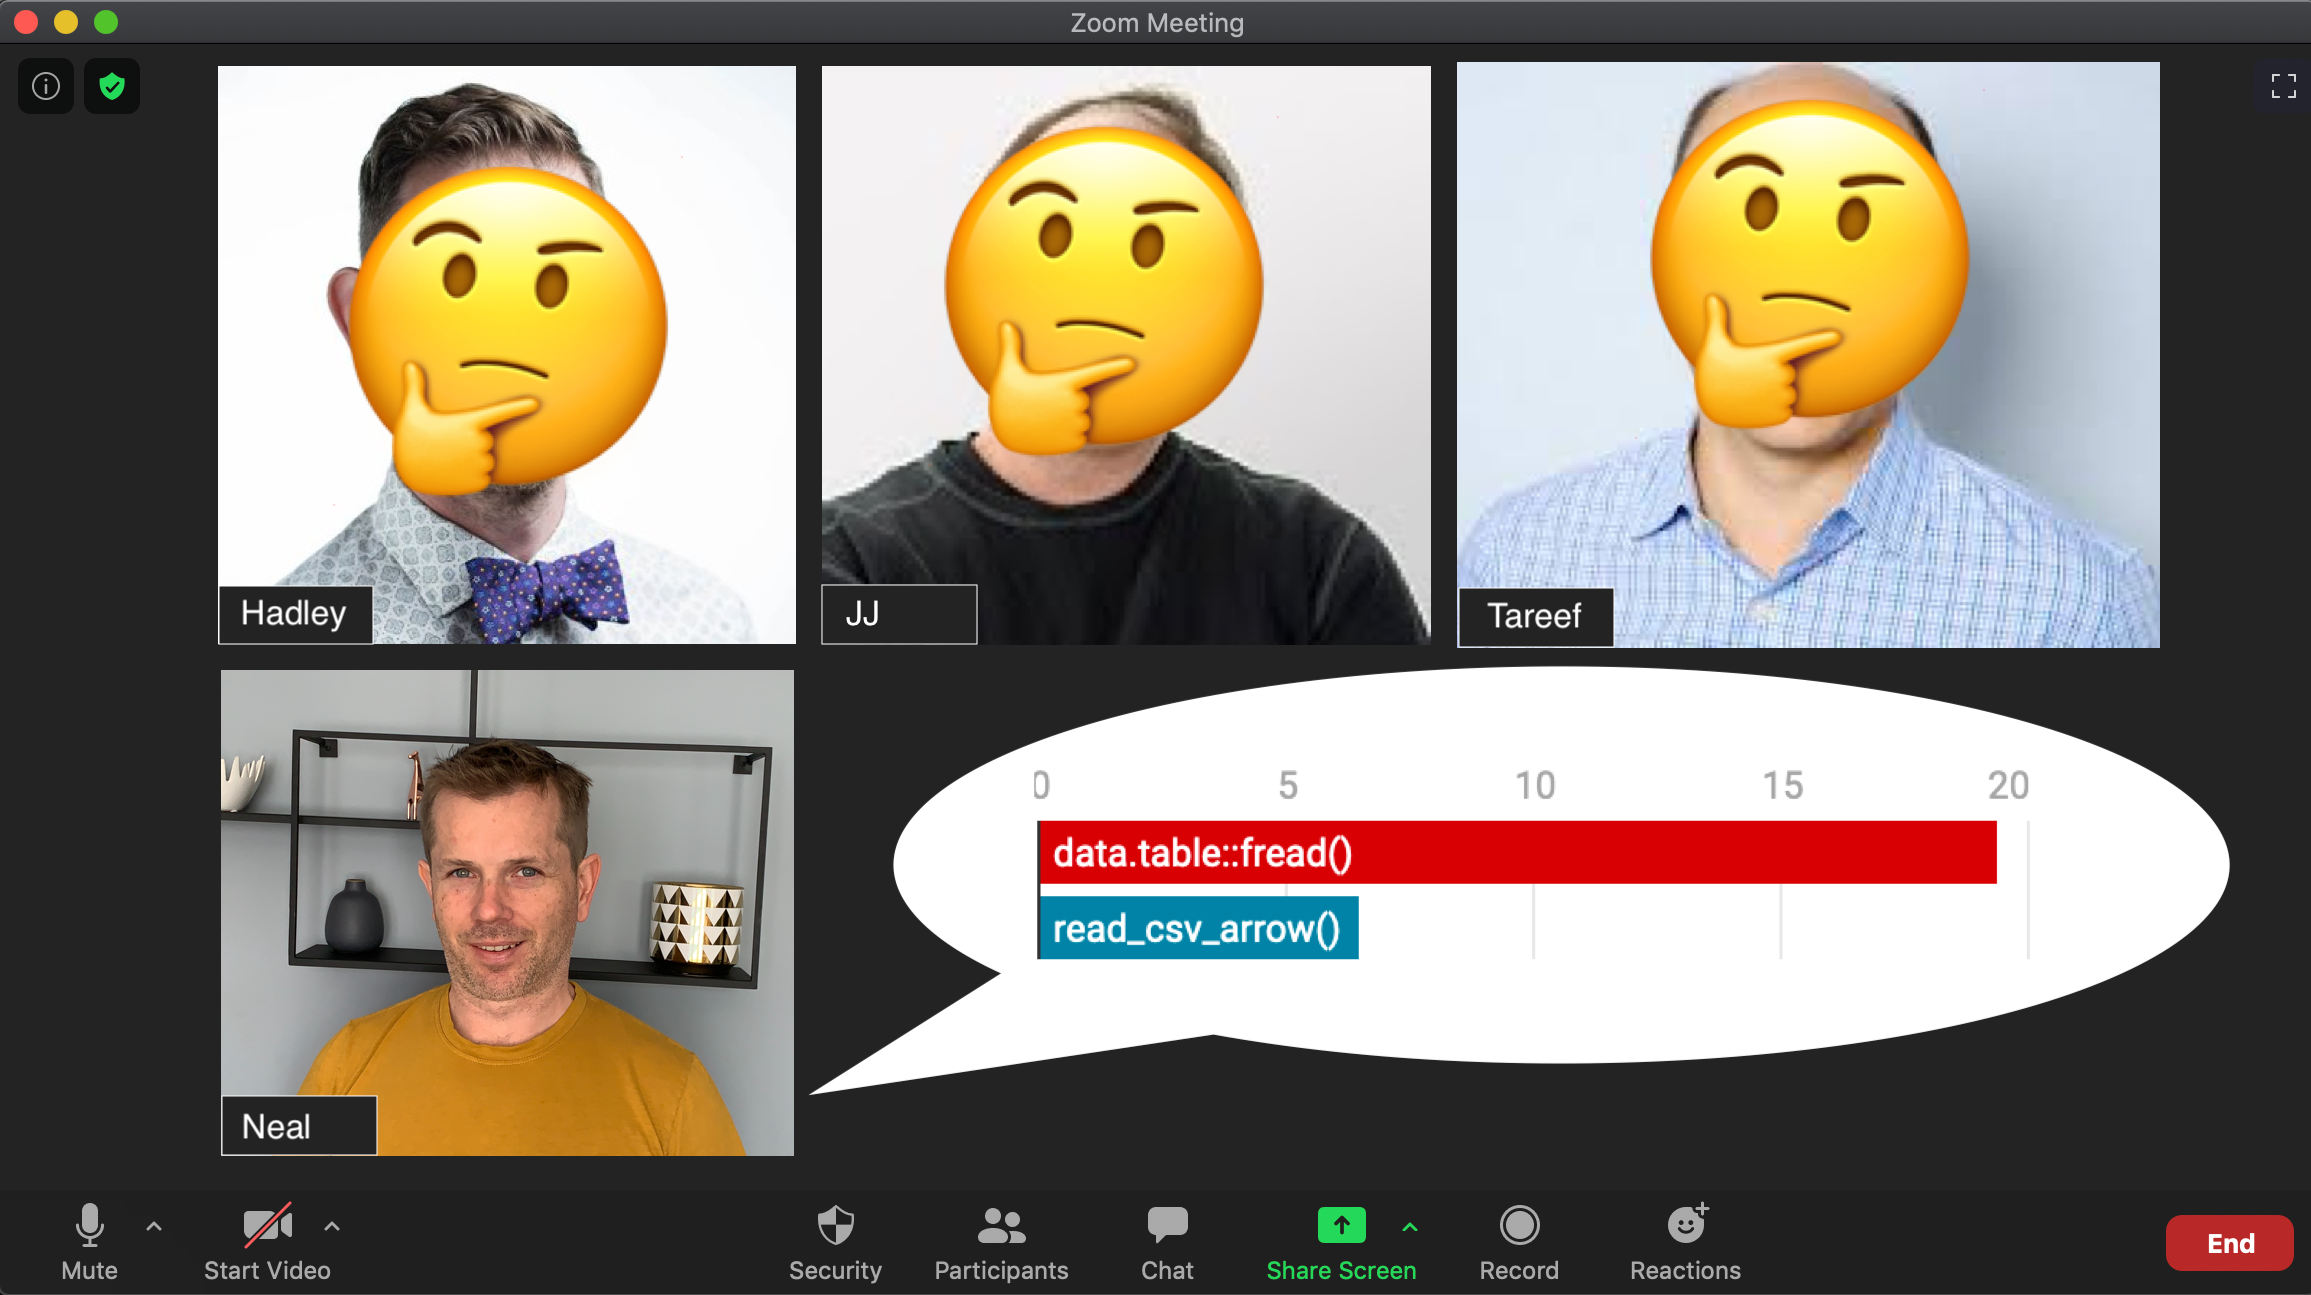 Zoom Meeting
Hadley
JJ
Tareef
Neal
0 5 10 15 20
data.table::fread()
read_csv_arrow()
Mute
Start Video
Security
Participants
Chat
Share Screen
Record
Reactions
End